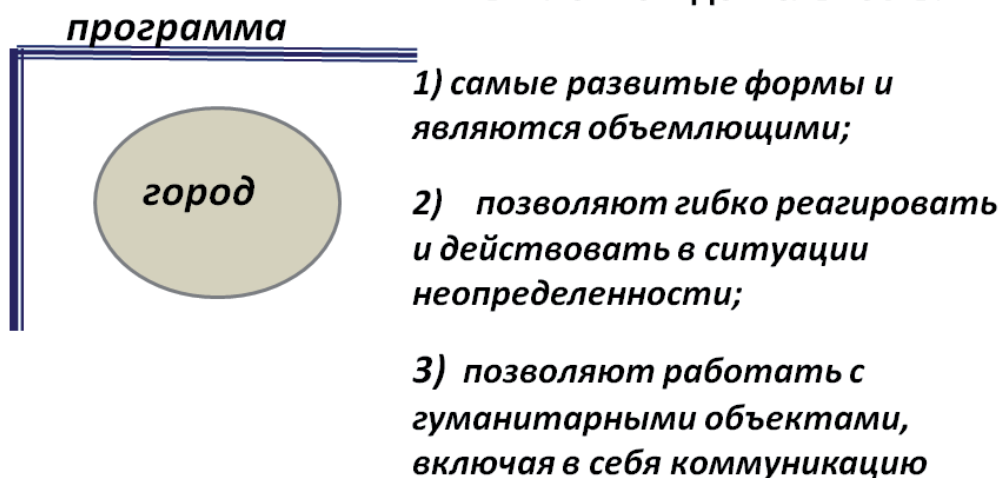 программа
1) самые развитые формы и
являются объемлющими;
город
2) позволяют гибко реагировать
и действовать в ситуации
неопределенности;
3) позволяют работать с
гуманитарными объектами,
включая в себя коммуникацию